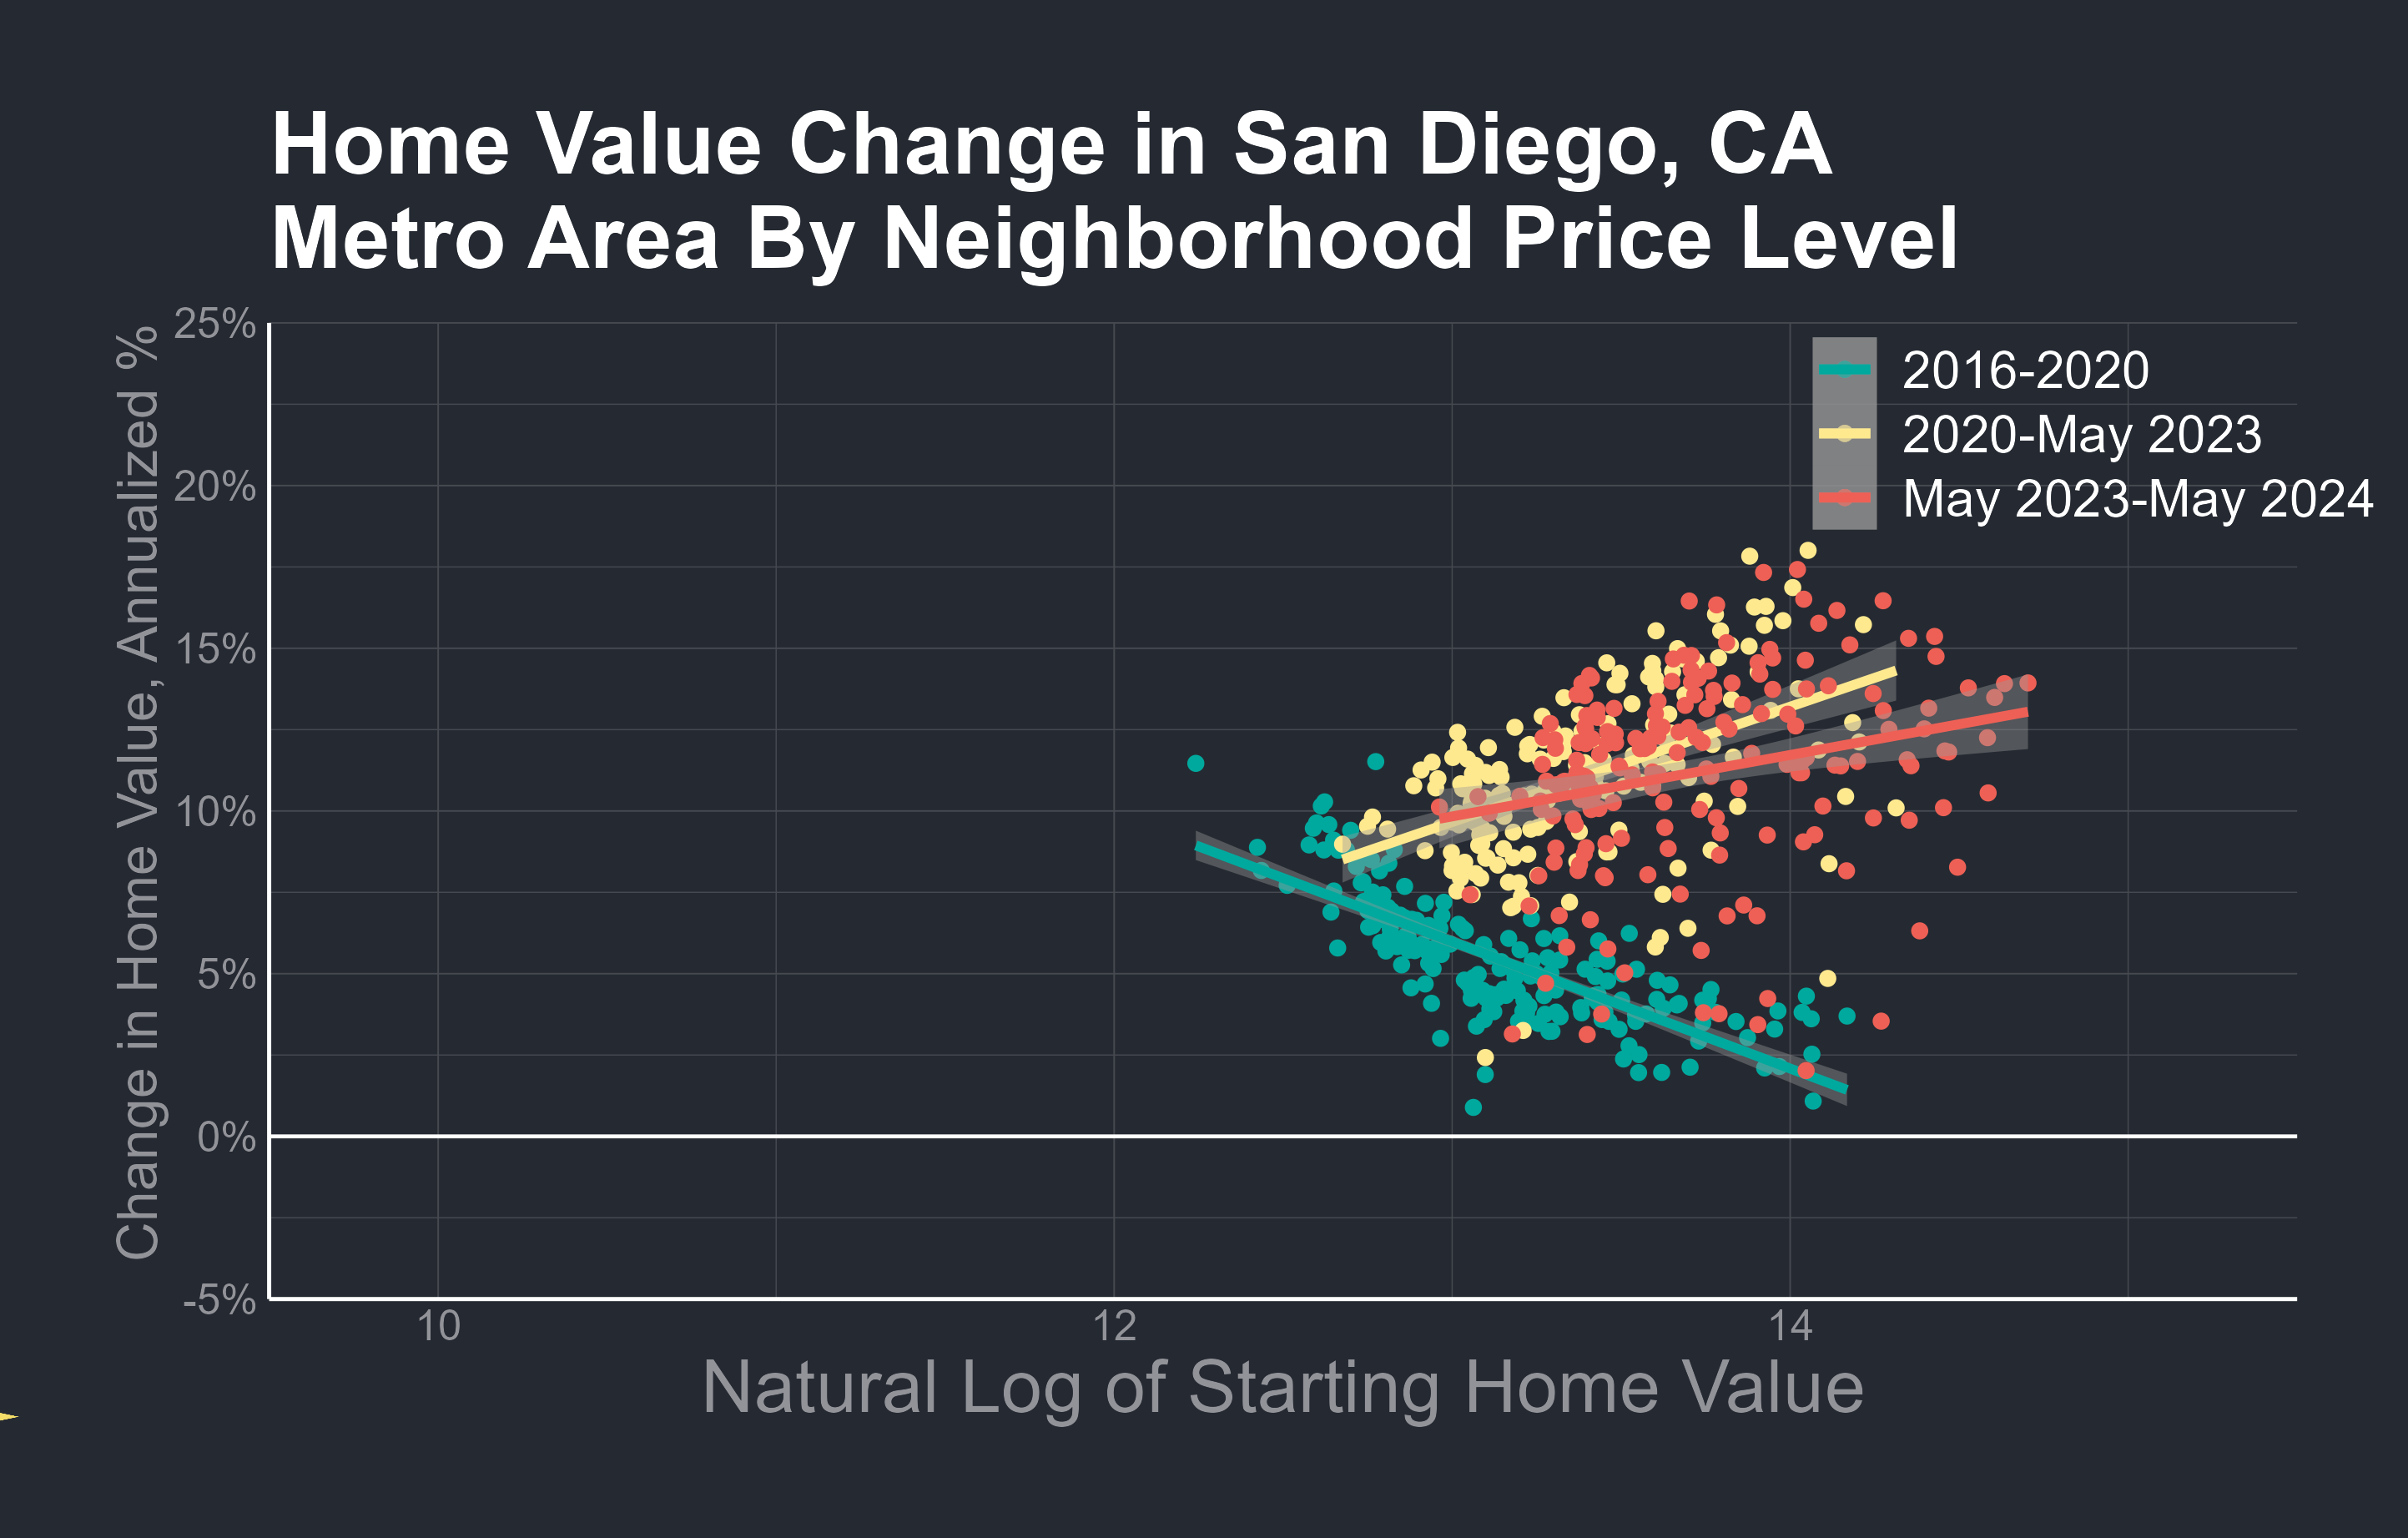 Home Value Change in San Diego, CA
Metro Area By Neighborhood Price Level
Change in Home Value, Annualized %
25%
20%
15%
10%
5%
0%
-5%
2016-2020
2020-May 2023
May 2023-May 2024
10
12
14
Natural Log of Starting Home Value